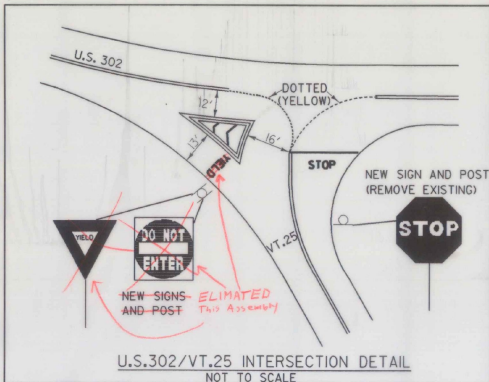 U.S. 302
DOTTED
(YELLOW)
12'
13'
16'
YIELD
STOP
NEW SIGN AND POST
(REMOVE EXISTING)
STOP
VT.25
YIELD
DO NOT
ENTER
NEW SIGNS
AND POST
ELIMATED
This Assembly
U.S.302/VT.25 INTERSECTION DETAIL
NOT TO SCALE